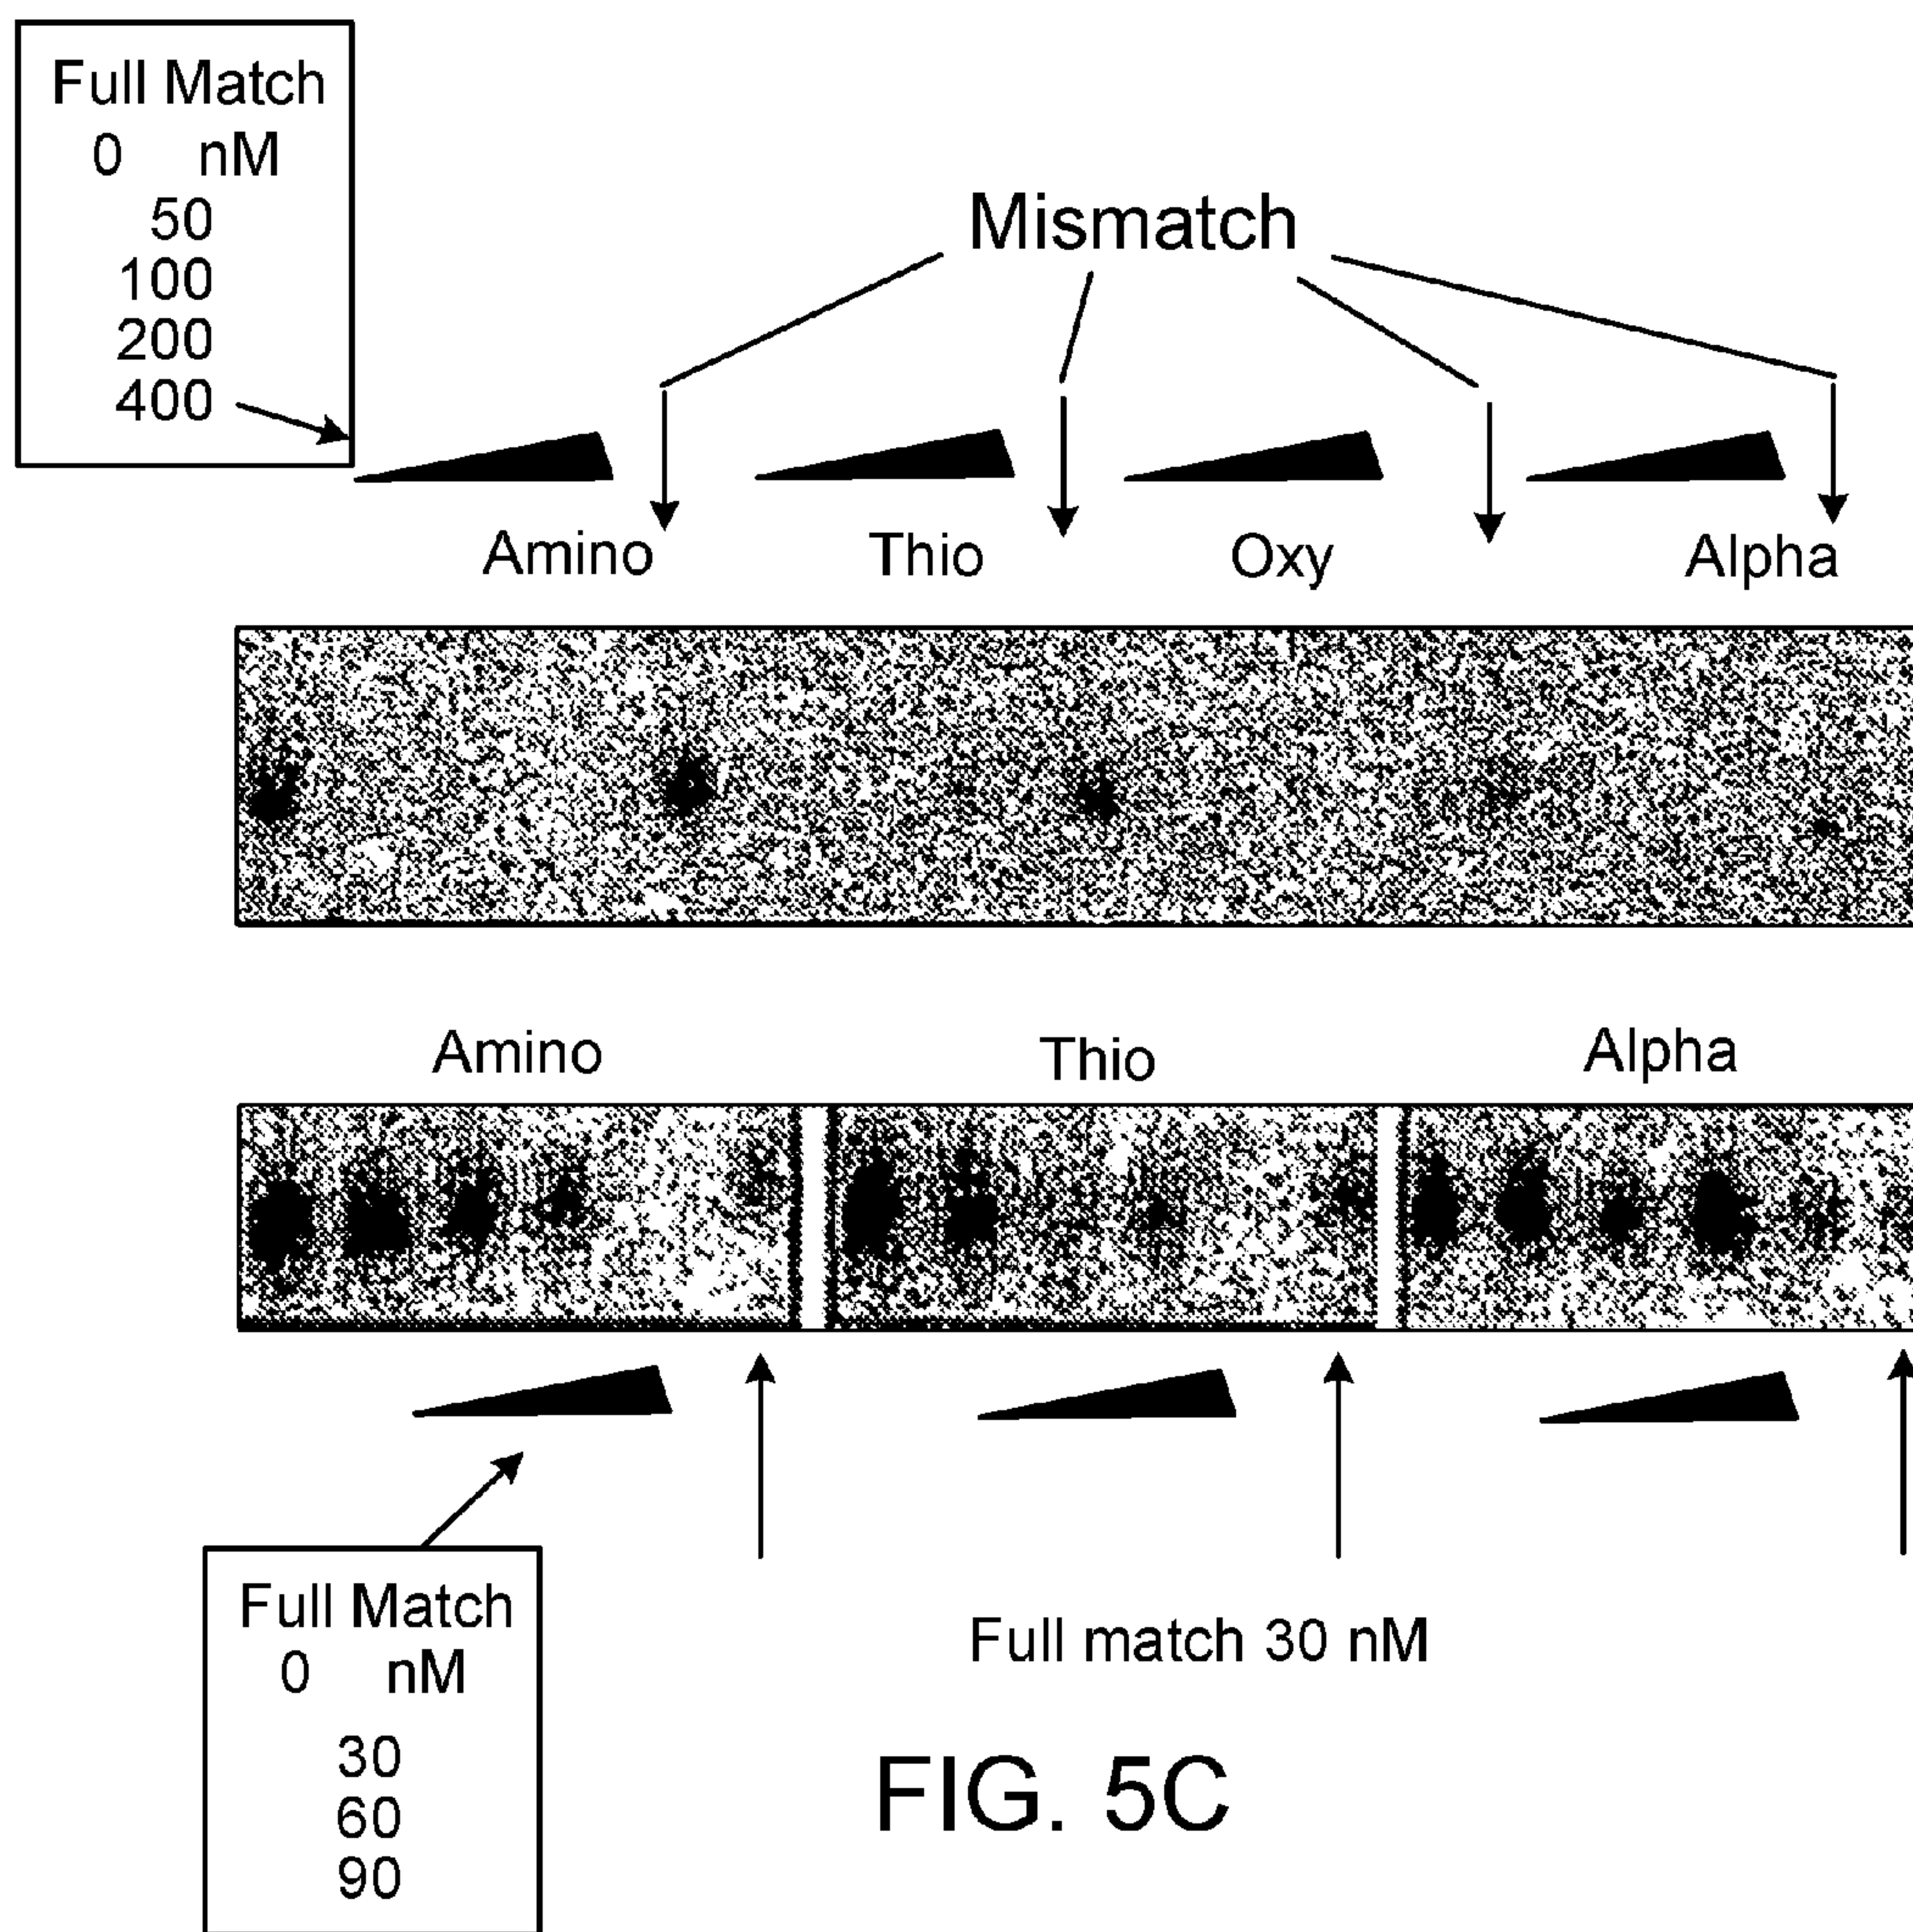 Full Match
0 nM
50
100
200
400
Mismatch
Amino Thio Oxy Alpha
Amino Thio Alpha
Full Match
0 nM
30
60
90
Full match 30 nM
FIG. 5C